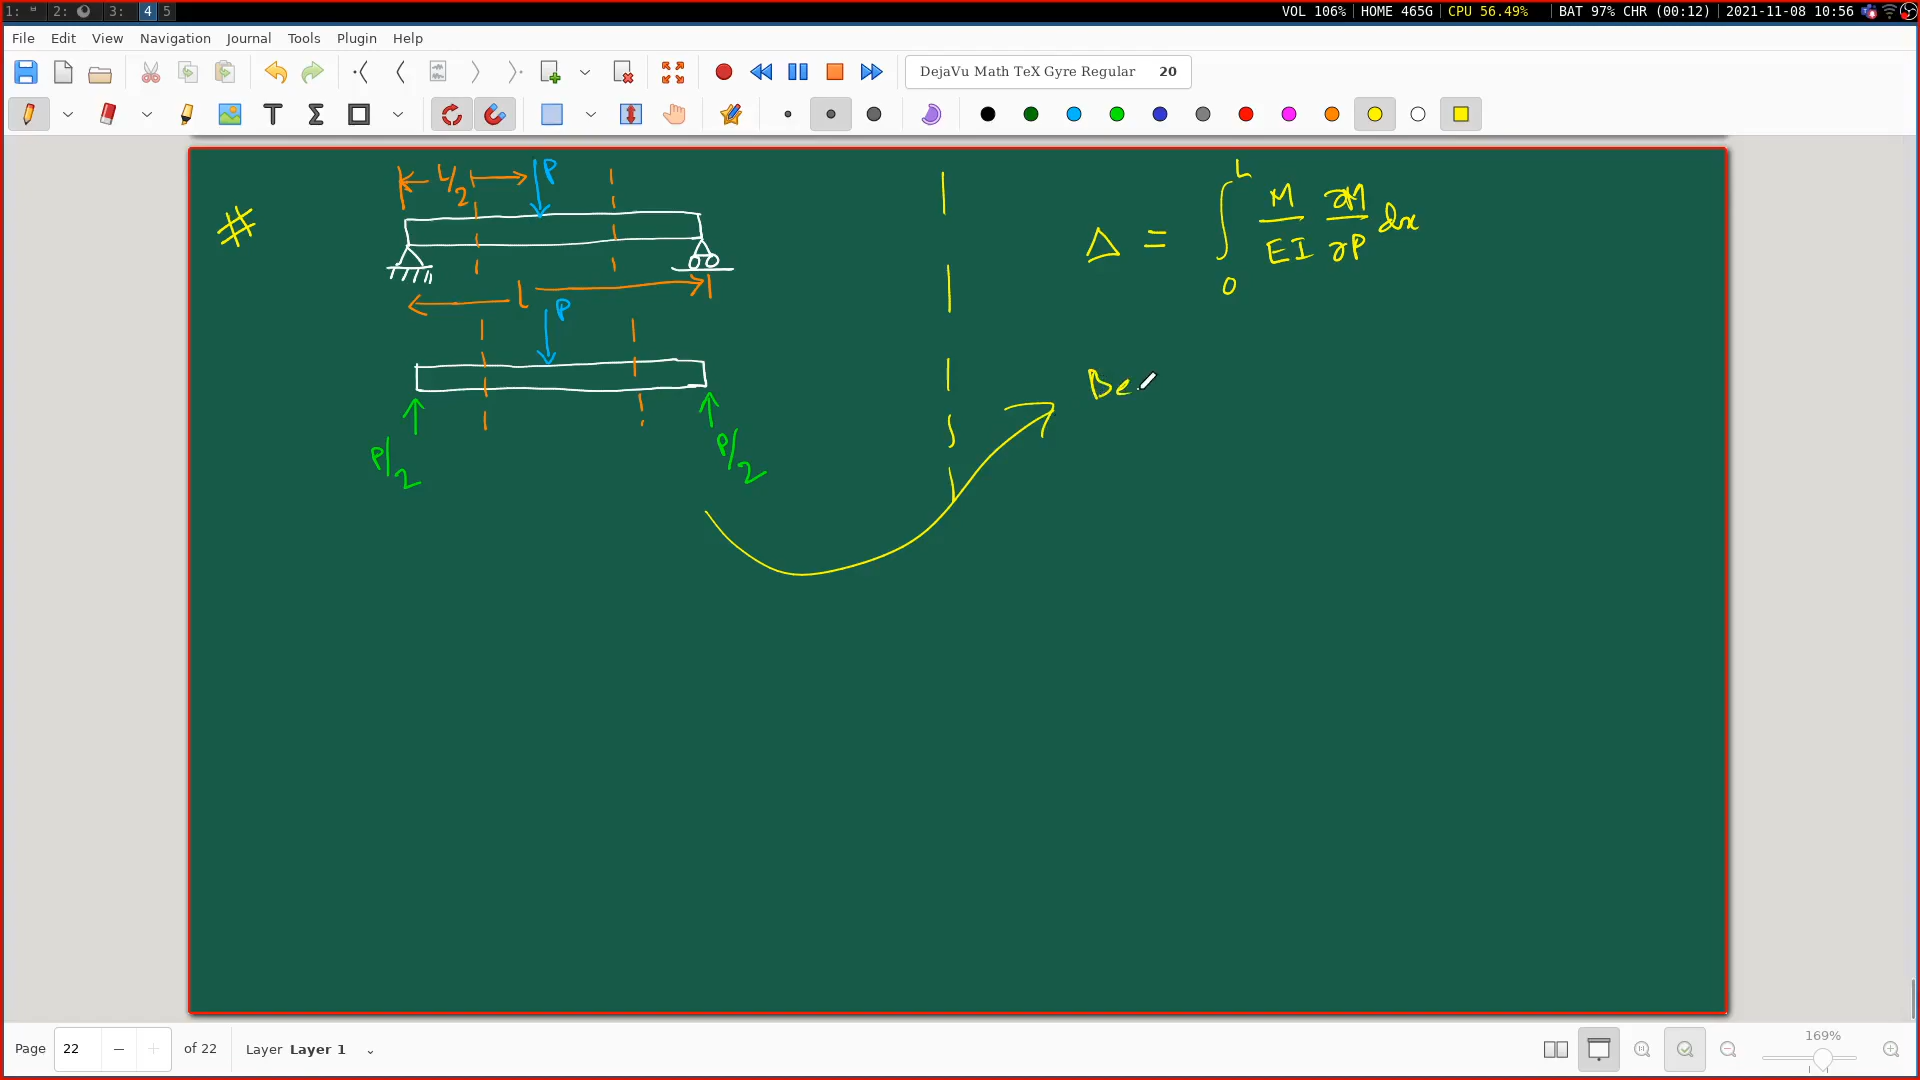 1: " 2: 3: 4 5 VOL 106% HOME 465G CPU 56.49% BAT 97% CHR (00:12) 2021-11-08 10:56
File Edit View Navigation Journal Tools Plugin Help
DejaVu Math TeX Gyre Regular 20
T Σ
#
L/2
P
L
P
P/2
P/2
Δ = ∫₀ᴸ M/EI ∂M/∂P dx
Be
Page 22 of 22 Layer Layer 1 169%